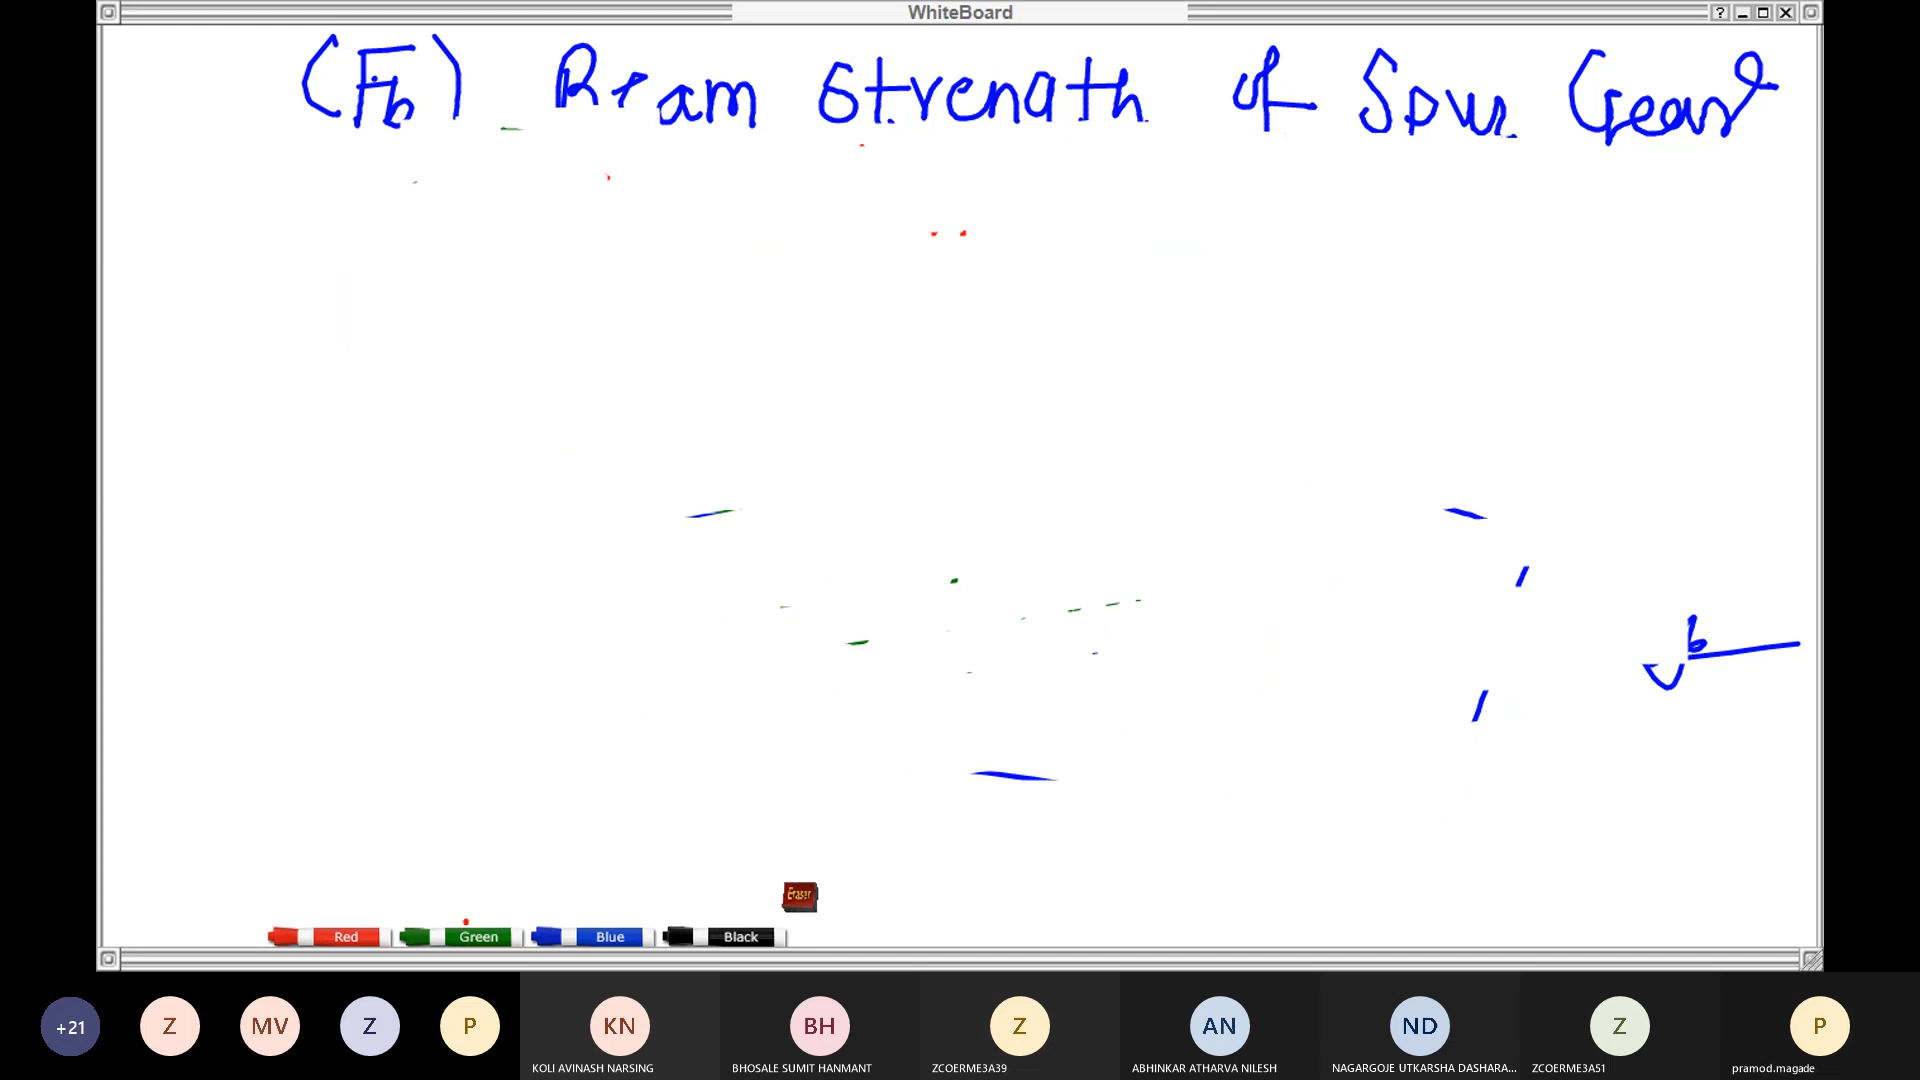 WhiteBoard
(Fb) Beam Strength of Spur Gear
b
Eraser
Red Green Blue Black
+21 Z MV Z P KN BH Z AN ND Z P
KOLI AVINASH NARSING BHOSALE SUMIT HANMANT ZCOERME3A39 ABHINKAR ATHARVA NILESH NAGARGOJE UTKARSHA DASHARA... ZCOERME3A51 pramod.magade